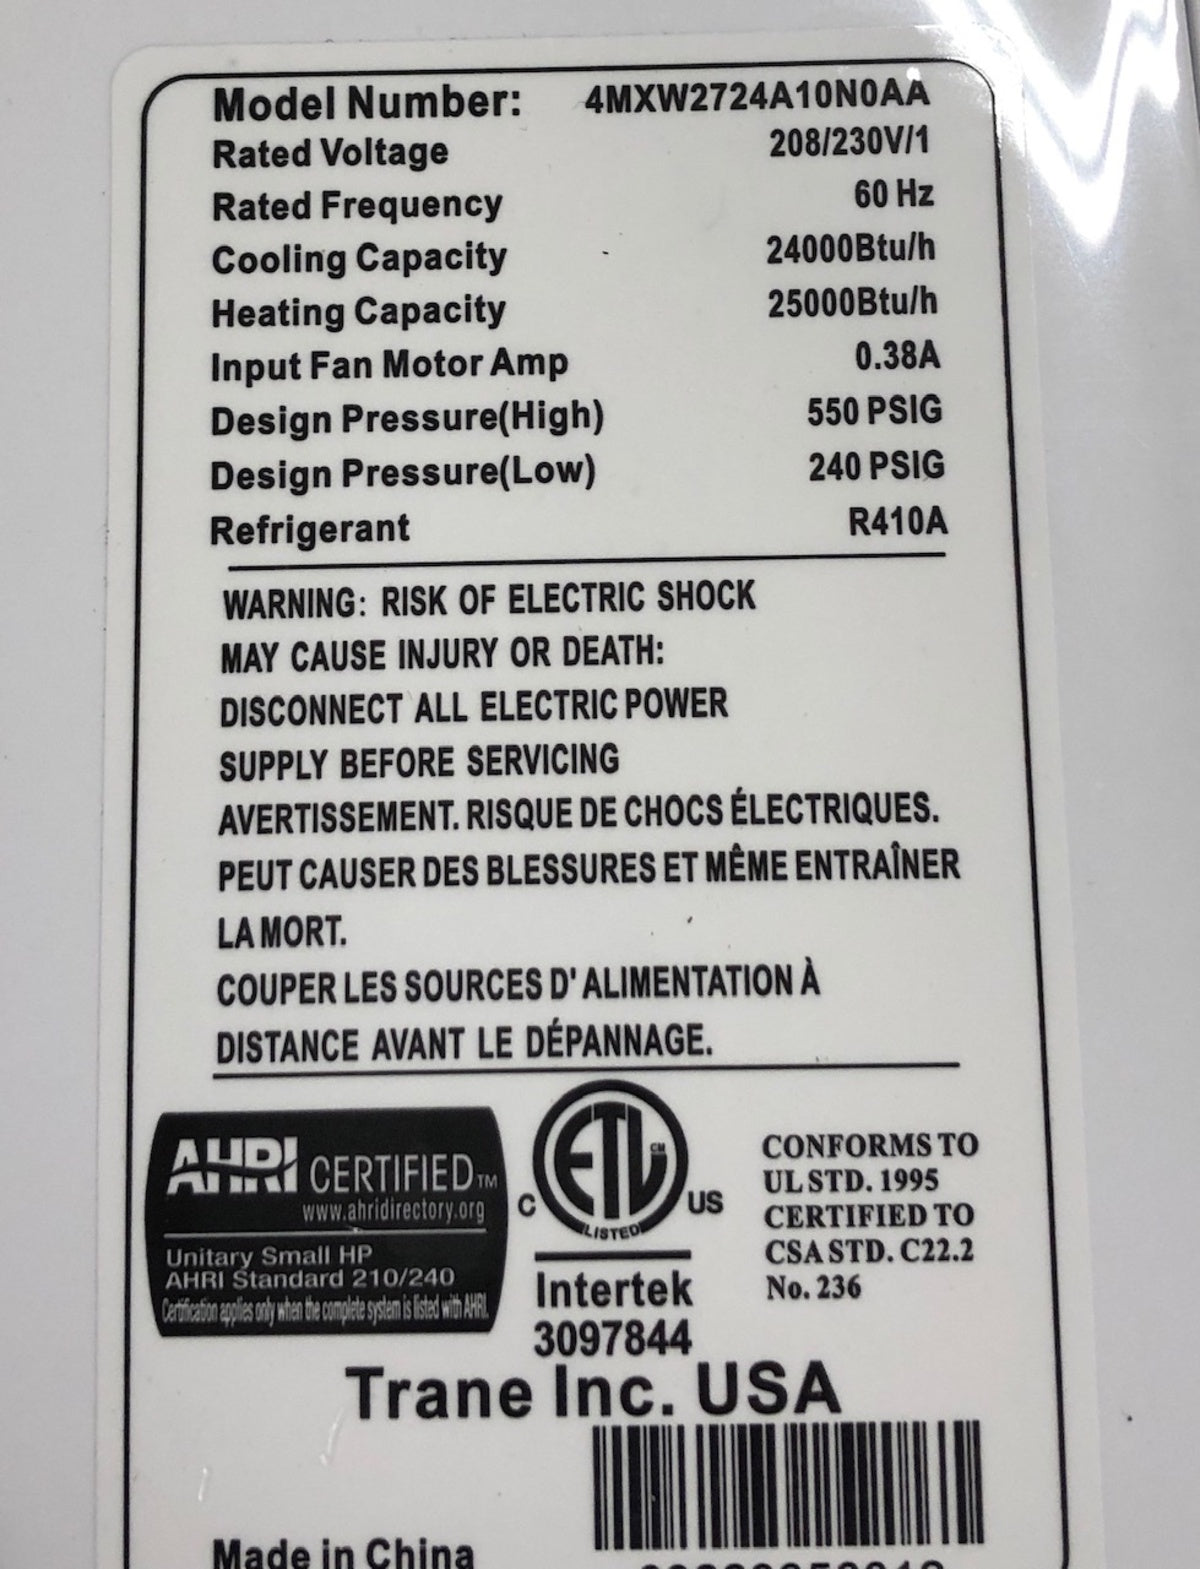 Model Number: 4MXW2724A10N0AA
Rated Voltage 208/230V/1
Rated Frequency 60 Hz
Cooling Capacity 24000Btu/h
Heating Capacity 25000Btu/h
Input Fan Motor Amp 0.38A
Design Pressure(High) 550 PSIG
Design Pressure(Low) 240 PSIG
Refrigerant R410A
WARNING: RISK OF ELECTRIC SHOCK
MAY CAUSE INJURY OR DEATH:
DISCONNECT ALL ELECTRIC POWER
SUPPLY BEFORE SERVICING
AVERTISSEMENT. RISQUE DE CHOCS ÉLECTRIQUES.
PEUT CAUSER DES BLESSURES ET MÊME ENTRAÎNER
LA MORT.
COUPER LES SOURCES D' ALIMENTATION À
DISTANCE AVANT LE DÉPANNAGE.
AHRI CERTIFIED™
www.ahridirectory.org
Unitary Small HP
AHRI Standard 210/240
Certification applies only when the complete system is listed with AHRI.
C ETL CM US
LISTED
Intertek
3097844
CONFORMS TO
UL STD. 1995
CERTIFIED TO
CSA STD. C22.2
No. 236
Trane Inc. USA
Made in China